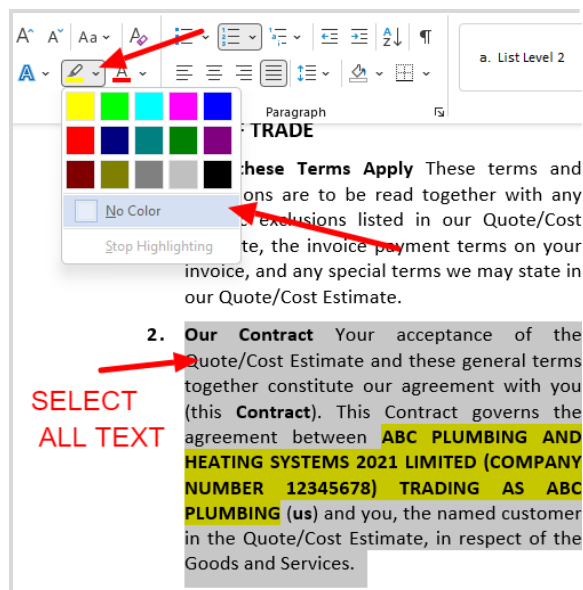 Aa
A
A
a. List Level 2
Paragraph
F TRADE
No Color
Stop Highlighting
hese Terms Apply These terms and
ons are to be read together with any
exclusions listed in our Quote/Cost
te, the invoice payment terms on your
invoice, and any special terms we may state in
our Quote/Cost Estimate.
2. Our Contract Your acceptance of the
Quote/Cost Estimate and these general terms
together constitute our agreement with you
(this Contract). This Contract governs the
agreement between ABC PLUMBING AND
HEATING SYSTEMS 2021 LIMITED (COMPANY
NUMBER 12345678) TRADING AS ABC
PLUMBING (us) and you, the named customer
in the Quote/Cost Estimate, in respect of the
Goods and Services.
SELECT
ALL TEXT